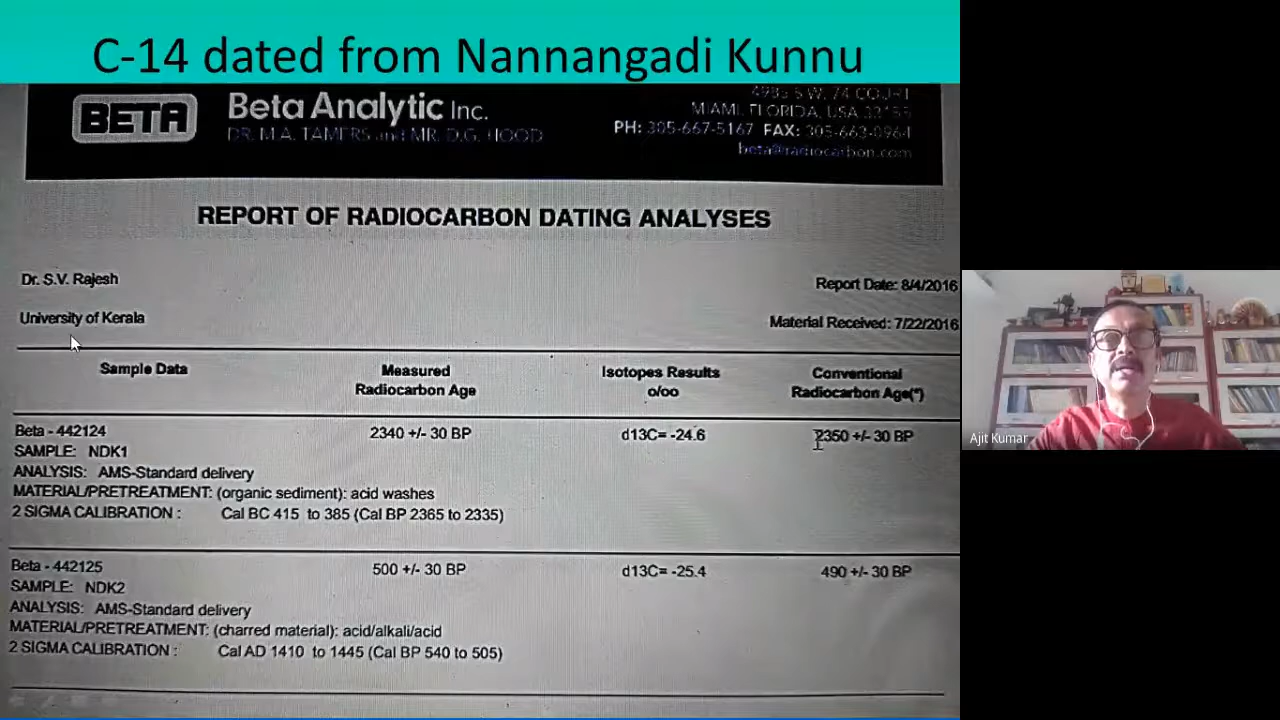 C-14 dated from Nannangadi Kunnu
BETA
Beta Analytic Inc.
DR. M.A. TAMERS and MR. D.G. HOOD
4985 S.W. 74 COURT
MIAMI, FLORIDA, USA 33155
PH: 305-667-5167 FAX: 305-663-0964
beta@radiocarbon.com
REPORT OF RADIOCARBON DATING ANALYSES
Dr. S.V. Rajesh
Report Date: 8/4/2016
University of Kerala
Material Received: 7/22/2016
Sample Data
Measured
Radiocarbon Age
Isotopes Results
o/oo
Conventional
Radiocarbon Age(*)
Beta - 442124
2340 +/- 30 BP
d13C= -24.6
2350 +/- 30 BP
SAMPLE: NDK1
ANALYSIS: AMS-Standard delivery
MATERIAL/PRETREATMENT: (organic sediment): acid washes
2 SIGMA CALIBRATION : Cal BC 415 to 385 (Cal BP 2365 to 2335)
Beta - 442125
500 +/- 30 BP
d13C= -25.4
490 +/- 30 BP
SAMPLE: NDK2
ANALYSIS: AMS-Standard delivery
MATERIAL/PRETREATMENT: (charred material): acid/alkali/acid
2 SIGMA CALIBRATION : Cal AD 1410 to 1445 (Cal BP 540 to 505)
Ajit Kumar